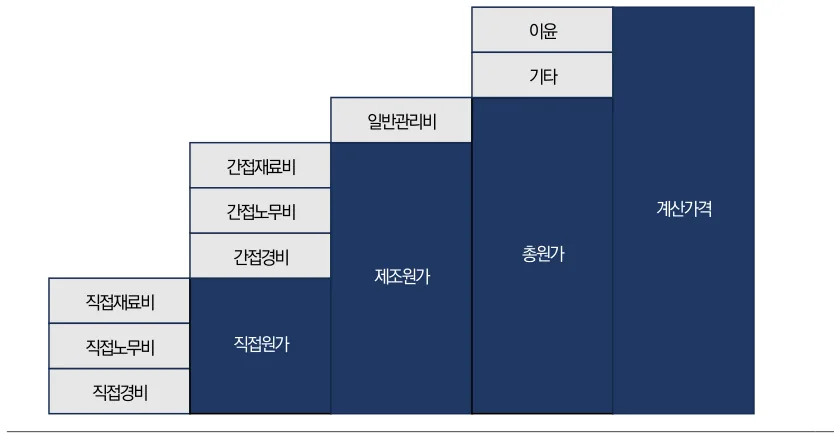 이윤
기타
일반관리비
간접재료비
간접노무비
계산가격
간접경비
총원가
제조원가
직접재료비
직접노무비
직접원가
직접경비